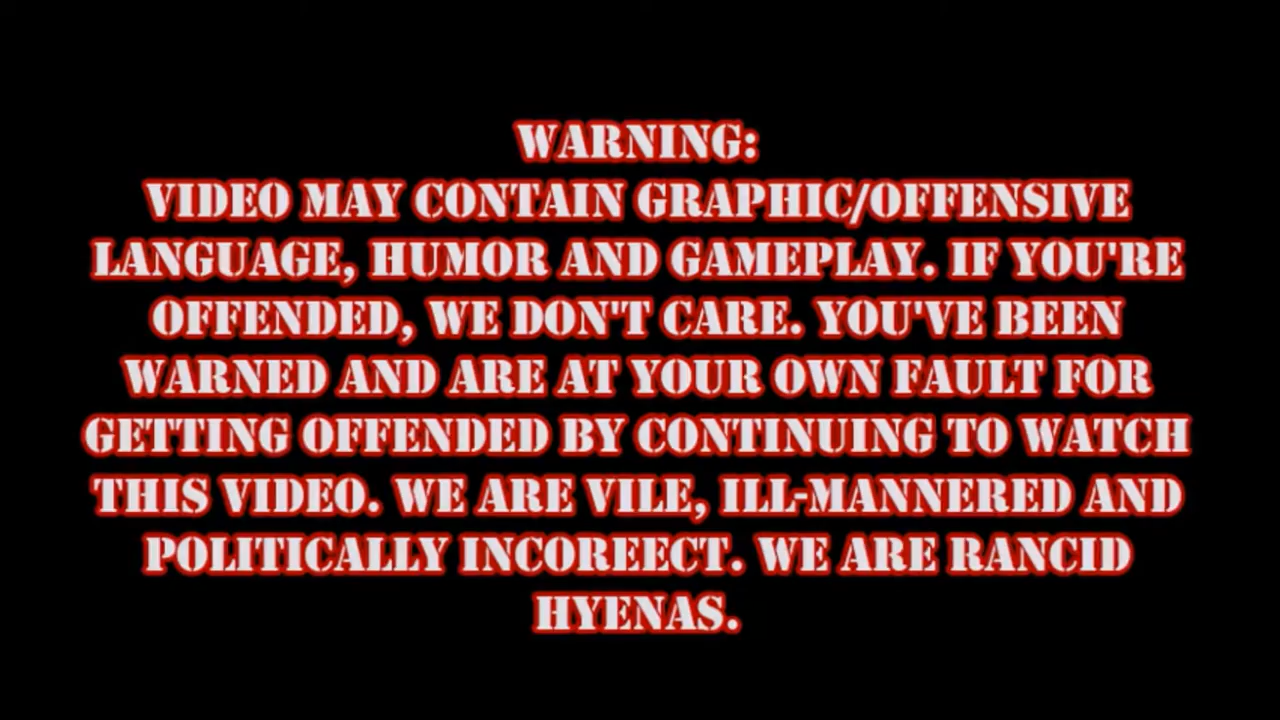 WARNING:
VIDEO MAY CONTAIN GRAPHIC/OFFENSIVE
LANGUAGE, HUMOR AND GAMEPLAY. IF YOU'RE
OFFENDED, WE DON'T CARE. YOU'VE BEEN
WARNED AND ARE AT YOUR OWN FAULT FOR
GETTING OFFENDED BY CONTINUING TO WATCH
THIS VIDEO. WE ARE VILE, ILL-MANNERED AND
POLITICALLY INCOREECT. WE ARE RANCID
HYENAS.